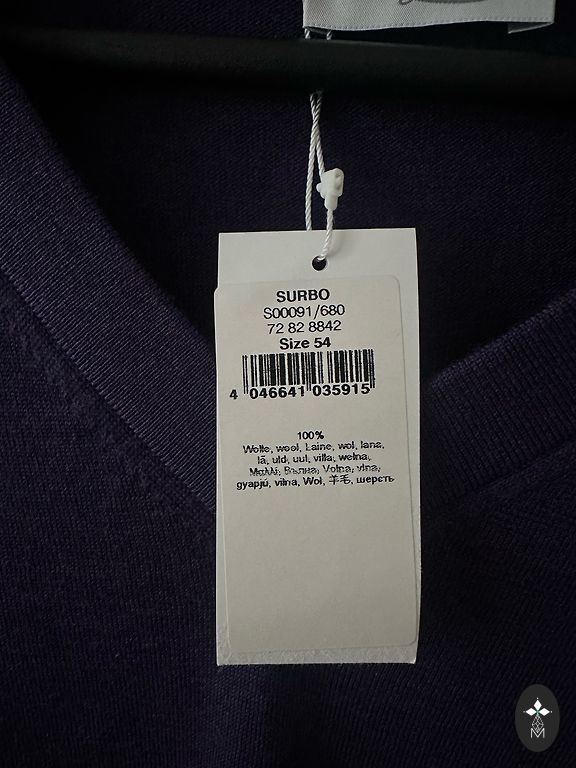 SURBO
S00091/680
72 82 8842
Size 54
4 046641 035915
100%
Wolle, wool, Laine, wol, lana,
lã, uld, uul, villa, wełna,
Μαλλί, Вълна, Volna, vlna,
gyapjú, vilna, Wol, 羊毛, шерсть
M